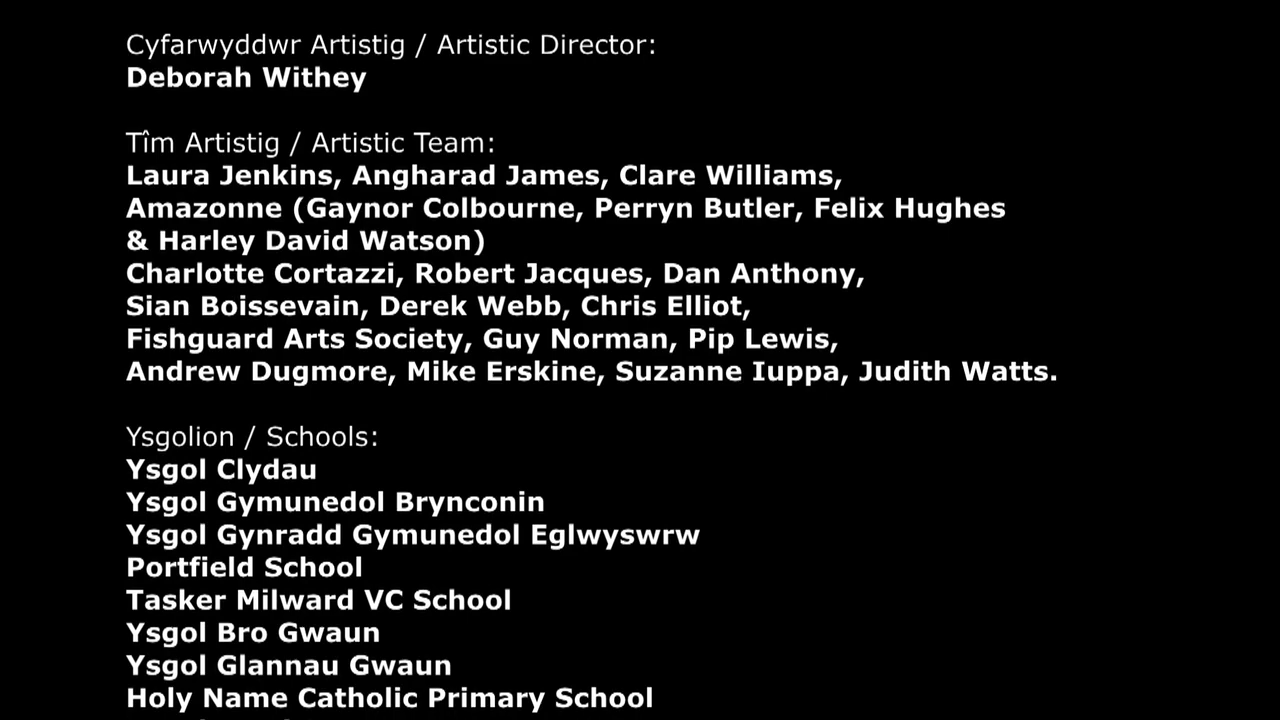 Cyfarwyddwr Artistig / Artistic Director:
Deborah Withey
Tîm Artistig / Artistic Team:
Laura Jenkins, Angharad James, Clare Williams,
Amazonne (Gaynor Colbourne, Perryn Butler, Felix Hughes
& Harley David Watson)
Charlotte Cortazzi, Robert Jacques, Dan Anthony,
Sian Boissevain, Derek Webb, Chris Elliot,
Fishguard Arts Society, Guy Norman, Pip Lewis,
Andrew Dugmore, Mike Erskine, Suzanne Iuppa, Judith Watts.
Ysgolion / Schools:
Ysgol Clydau
Ysgol Gymunedol Brynconin
Ysgol Gynradd Gymunedol Eglwyswrw
Portfield School
Tasker Milward VC School
Ysgol Bro Gwaun
Ysgol Glannau Gwaun
Holy Name Catholic Primary School